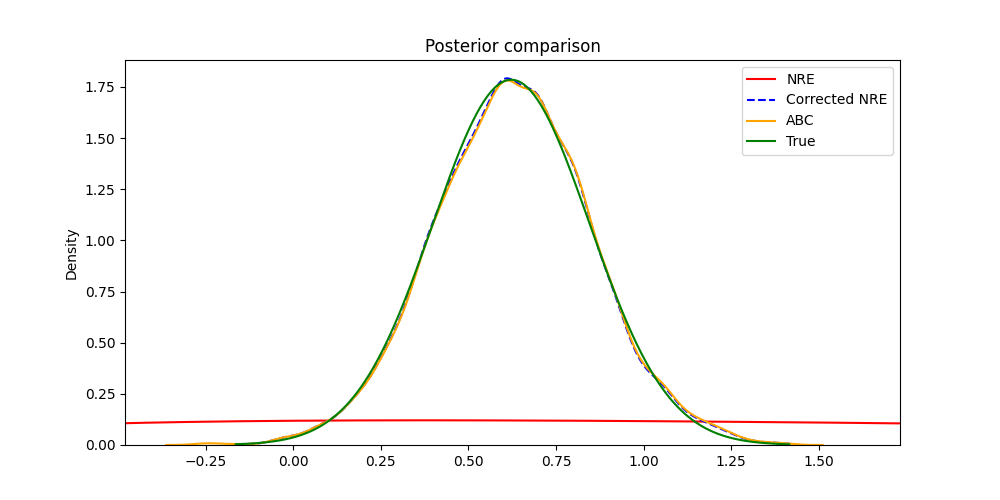 Posterior comparison
NRE
Corrected NRE
ABC
True
Density
1.75
1.50
1.25
1.00
0.75
0.50
0.25
0.00
−0.25 0.00 0.25 0.50 0.75 1.00 1.25 1.50